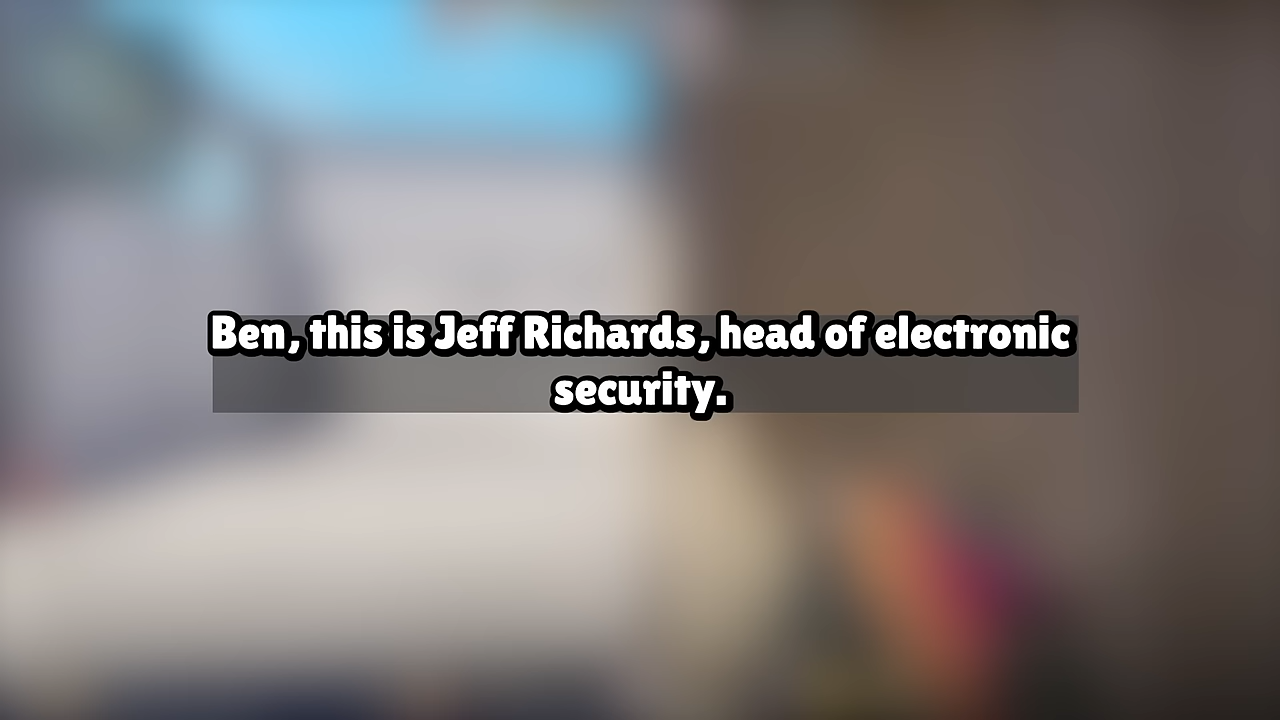 Ben, this is Jeff Richards, head of electronic
security.